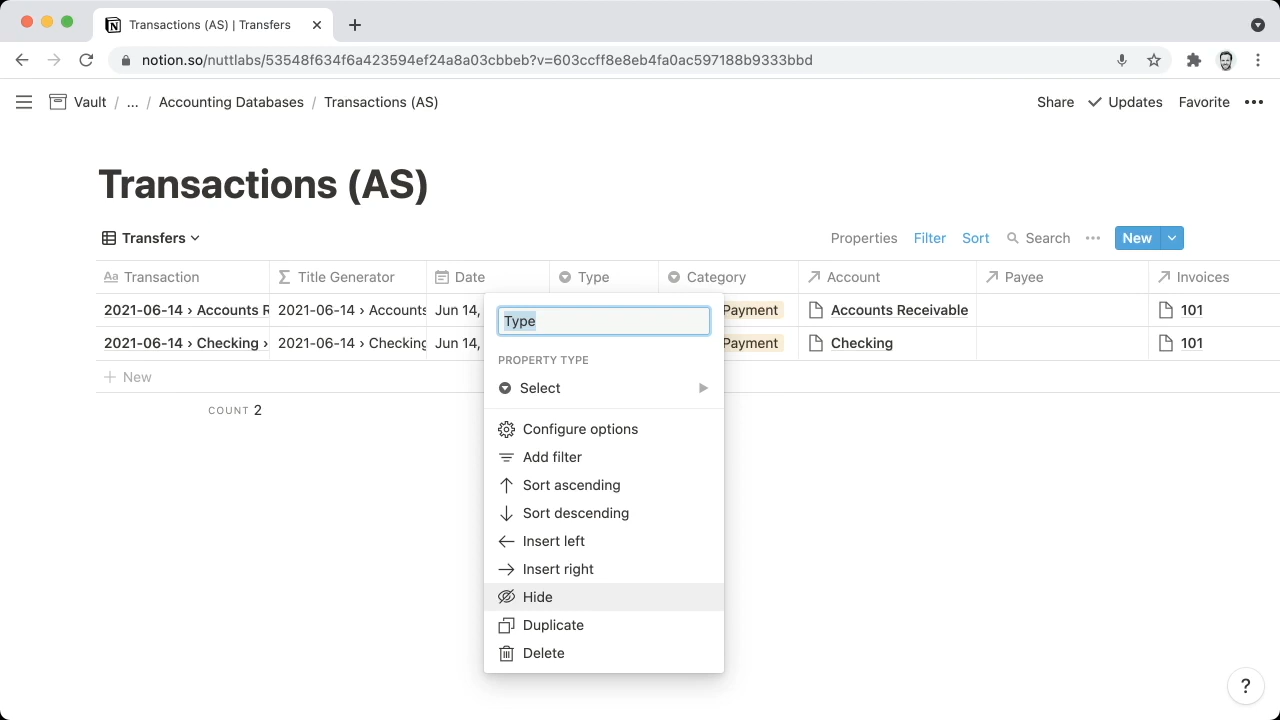 Transactions (AS) | Transfers
notion.so/nuttlabs/53548f634f6a423594ef24a8a03cbbeb?v=603ccff8e8eb4fa0ac597188b9333bbd
Vault / ... / Accounting Databases / Transactions (AS)
Share Updates Favorite
Transactions (AS)
Transfers
Properties Filter Sort Search New
Aa Transaction Title Generator Date Type Category Account Payee Invoices
2021-06-14 › Accounts R 2021-06-14 › Accounts Jun 14, Payment Accounts Receivable 101
2021-06-14 › Checking › 2021-06-14 › Checking Jun 14, Payment Checking 101
New
COUNT 2
Type
PROPERTY TYPE
Select
Configure options
Add filter
Sort ascending
Sort descending
Insert left
Insert right
Hide
Duplicate
Delete
?